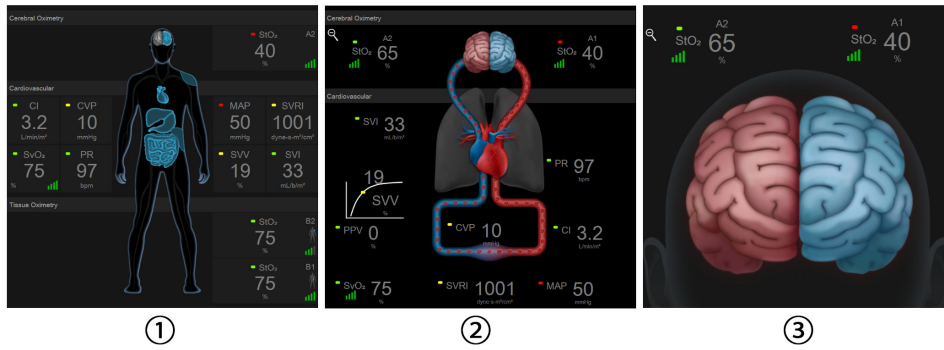 Cerebral Oximetry
StO₂ A2
40
%
Cardiovascular
CI 3.2 L/min/m²
CVP 10 mmHg
MAP 50 mmHg
SVRI 1001 dyne-s-m²/cm⁵
SvO₂ 75 %
PR 97 bpm
SVV 19 %
SVI 33 mL/b/m²
Tissue Oximetry
StO₂ B2
75
%
StO₂ B1
75
%
①
Cerebral Oximetry
A2
StO₂ 65
%
A1
StO₂ 40
%
Cardiovascular
SVI 33
mL/b/m²
PR 97
bpm
19
SVV
%
PPV 0
%
CVP 10
mmHg
CI 3.2
L/min/m²
SvO₂ 75
%
SVRI 1001
dyne-s-m²/cm⁵
MAP 50
mmHg
②
A2
StO₂ 65
%
A1
StO₂ 40
%
③